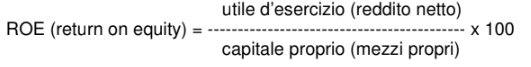 utile d'esercizio (reddito netto)
ROE (return on equity) = ------------------------------------------- x 100
capitale proprio (mezzi propri)